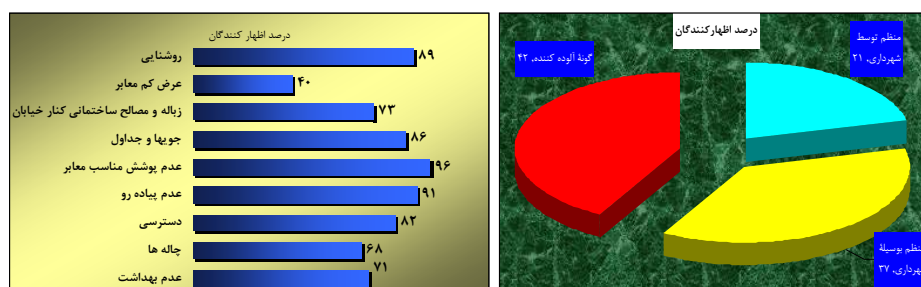 درصد اظهار کنندگان
روشنایی
۸۹
عرض کم معابر
۴۰
زباله و مصالح ساختمانی کنار خیابان
۷۳
جویها و جداول
۸۶
عدم پوشش مناسب معابر
۹۶
عدم پیاده رو
۹۱
دسترسی
۸۲
چاله ها
۶۸
عدم بهداشت
۷۱
درصد اظهارکنندگان
منظم توسط
شهرداری, ۲۱
گونۀ آلوده کننده, ۴۲
منظم بوسیلۀ
شهرداری, ۳۷